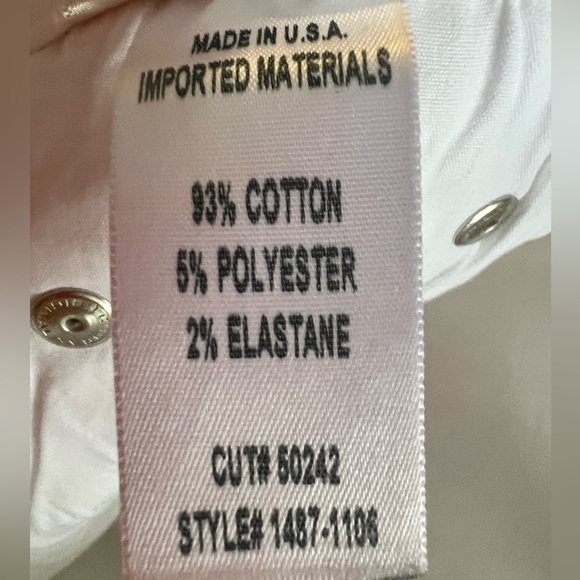 MADE IN U.S.A.
IMPORTED MATERIALS
93% COTTON
5% POLYESTER
2% ELASTANE
CUT# 50242
STYLE# 1487-1106